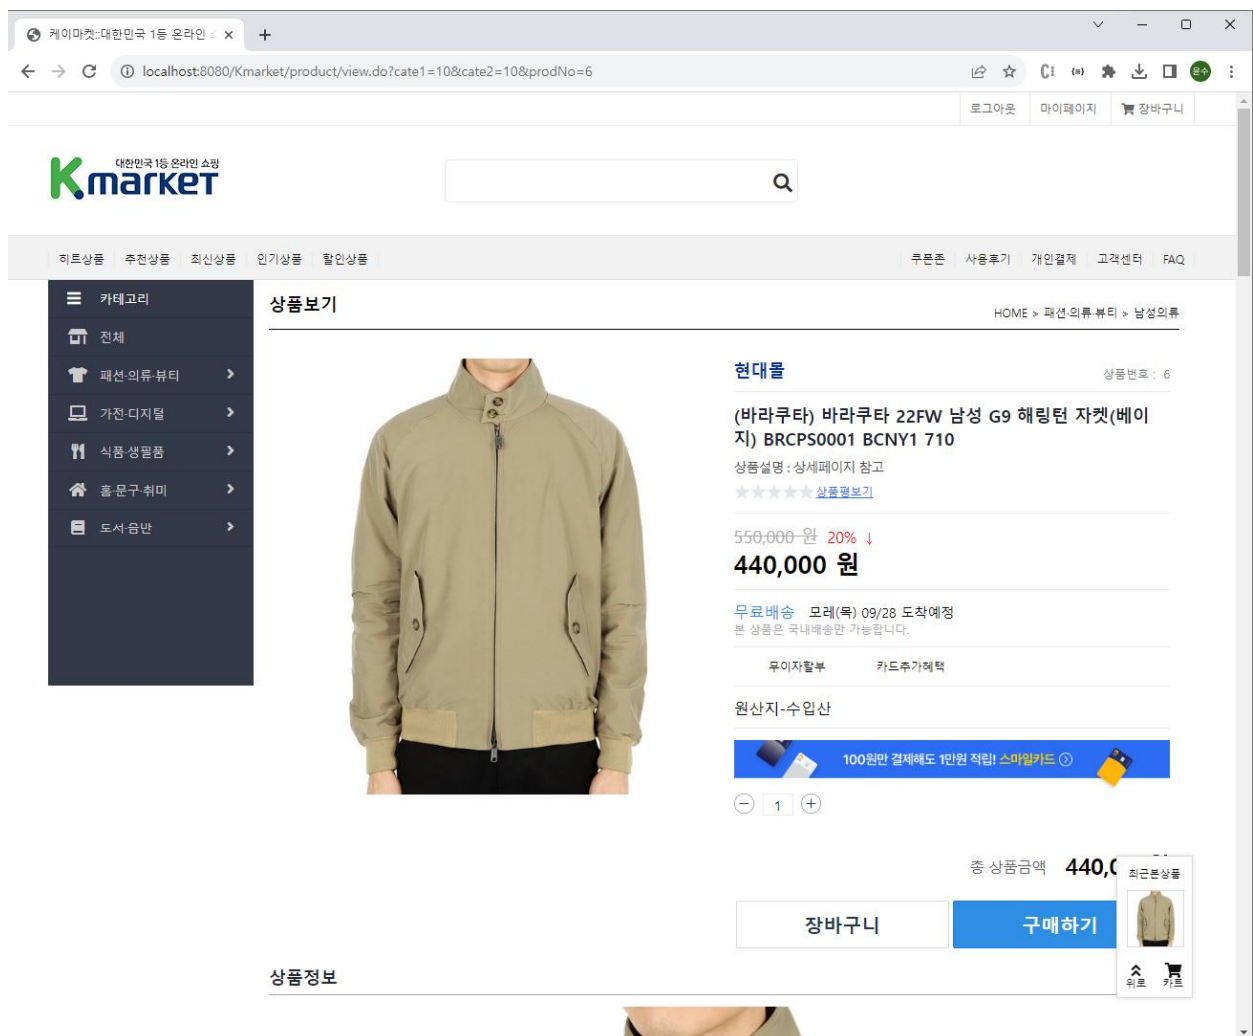 케이마켓::대한민국 1등 온라인
localhost:8080/Kmarket/product/view.do?cate1=10&cate2=10&prodNo=6
윤수
로그아웃 마이페이지 장바구니
대한민국 1등 온라인 쇼핑
K.market
히트상품 추천상품 최신상품 인기상품 할인상품 쿠폰존 사용후기 개인결제 고객센터 FAQ
카테고리
전체
패션·의류·뷰티
가전·디지털
식품·생필품
홈·문구·취미
도서·음반
상품보기
HOME > 패션·의류·뷰티 > 남성의류
현대몰
상품번호 : 6
(바라쿠타) 바라쿠타 22FW 남성 G9 해링턴 자켓(베이
지) BRCPS0001 BCNY1 710
상품설명 : 상세페이지 참고
상품평보기
550,000 원 20% ↓
440,000 원
무료배송 모레(목) 09/28 도착예정
본 상품은 국내배송만 가능합니다.
무이자할부 카드추가혜택
원산지-수입산
100원만 결제해도 1만원 적립! 스마일카드
1
총 상품금액 440,0
장바구니 구매하기
최근본상품
위로 카트
상품정보